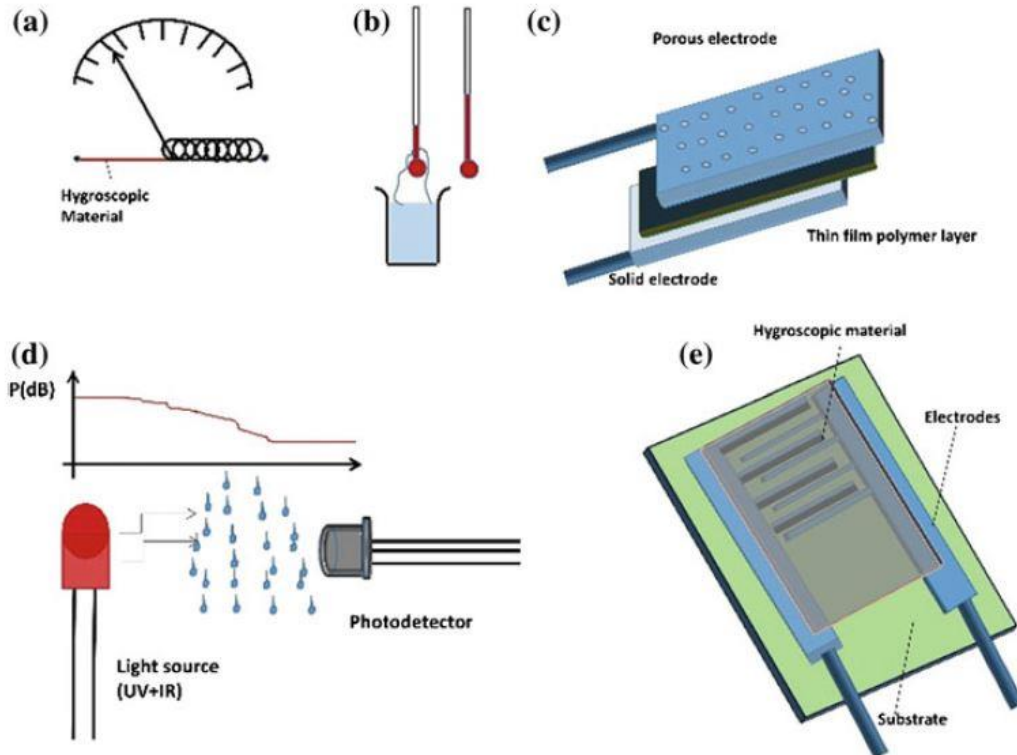 (a)
Hygroscopic
Material
(b)
(c)
Porous electrode
Thin film polymer layer
Solid electrode
(d)
P(dB)
Photodetector
Light source
(UV+IR)
(e)
Hygroscopic material
Electrodes
Substrate